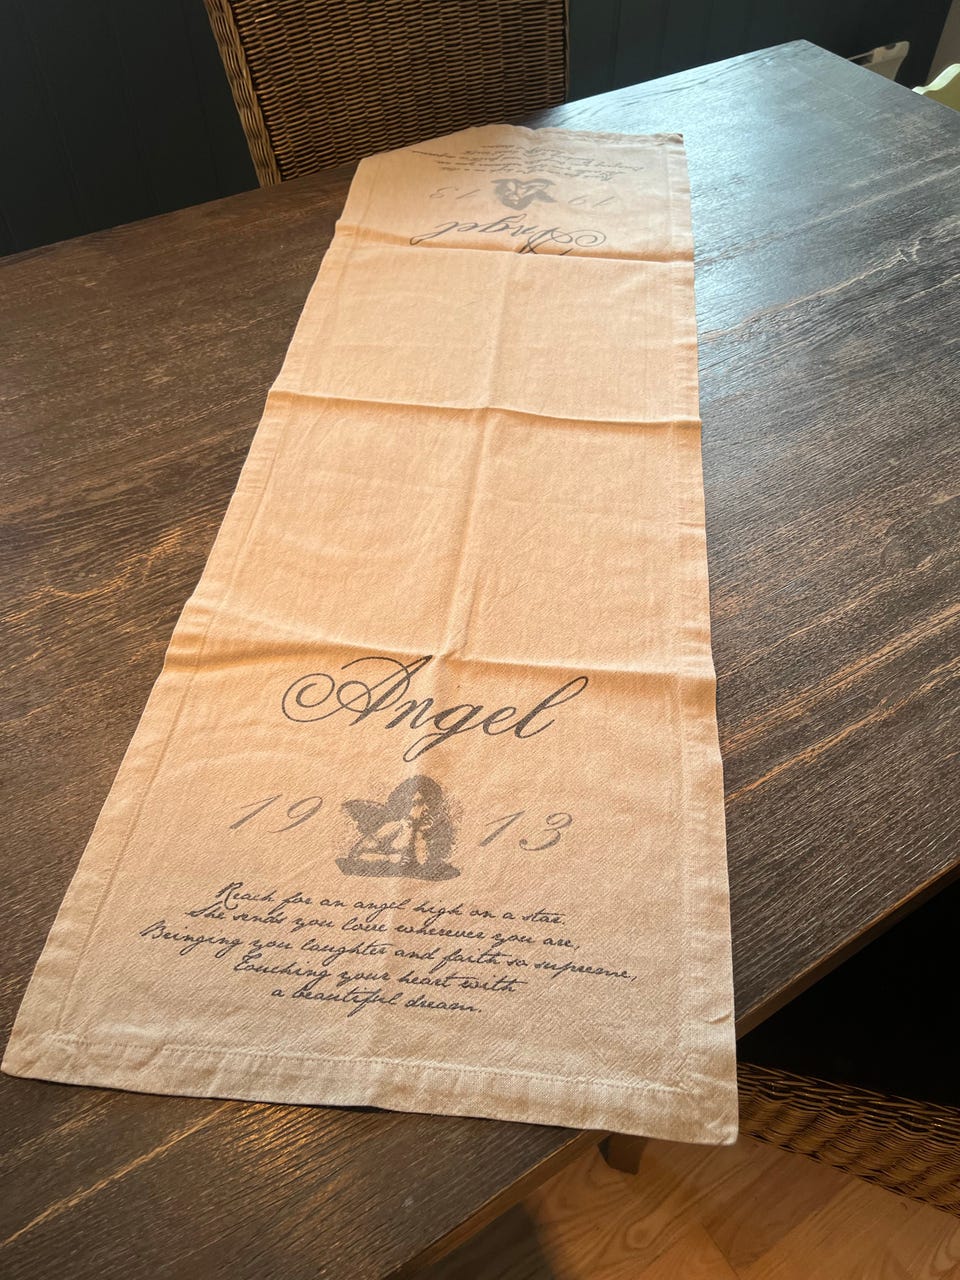 Angel
19 13
Reach for an angel high on a star.
She sends you love wherever you are,
Bringing you laughter and faith so supreme,
Touching your heart with
a beautiful dream.
Angel
19 13